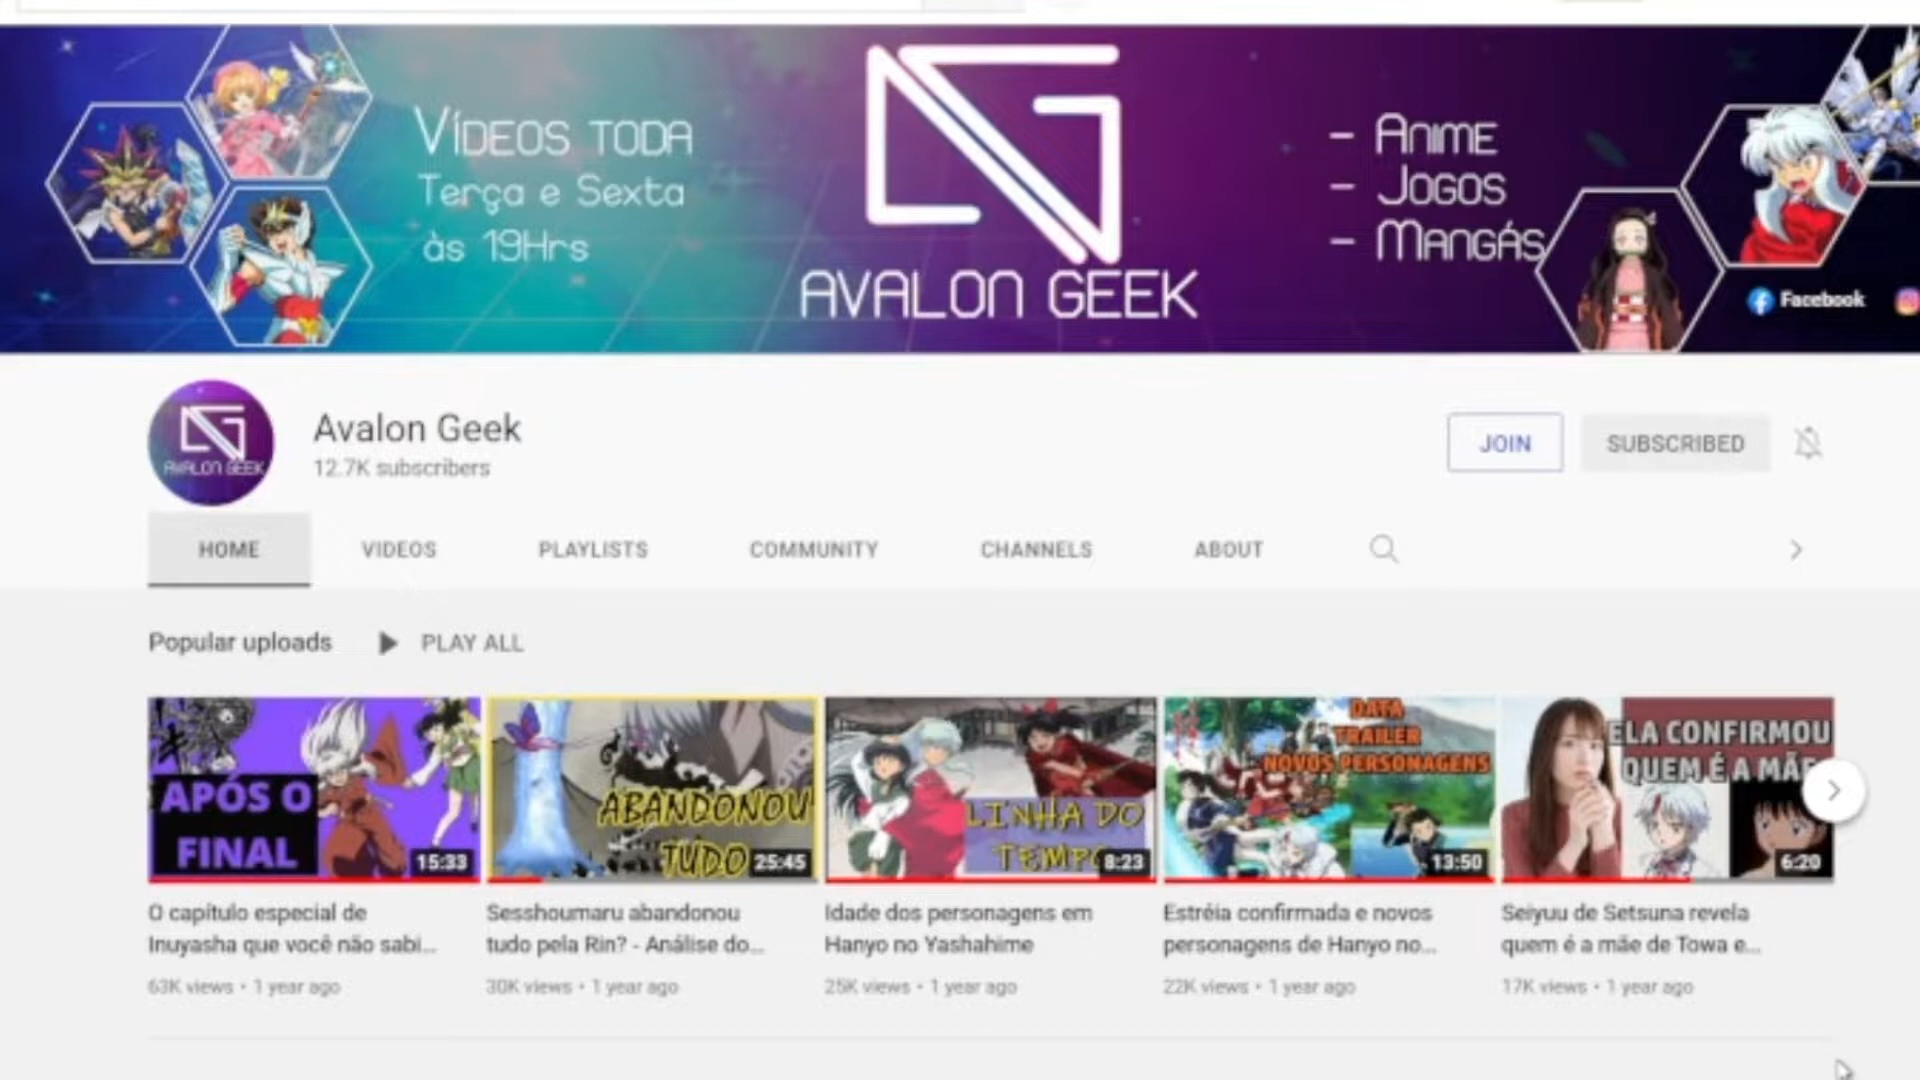 VÍDEOS TODA
Terça e Sexta
às 19Hrs
AVALON GEEK
- Anime
- Jogos
- Mangás
Facebook
AVALON GEEK
Avalon Geek
12.7K subscribers
JOIN
SUBSCRIBED
HOME
VIDEOS
PLAYLISTS
COMMUNITY
CHANNELS
ABOUT
Popular uploads
PLAY ALL
APÓS O
FINAL
15:33
ABANDONOU
TUDO
25:45
LINHA DO
TEMPO
8:23
DATA
TRAILER
NOVOS PERSONAGENS
13:50
ELA CONFIRMOU
QUEM É A MÃE
6:20
O capítulo especial de
Inuyasha que você não sabi...
63K views • 1 year ago
Sesshoumaru abandonou
tudo pela Rin? - Análise do...
30K views • 1 year ago
Idade dos personagens em
Hanyo no Yashahime
25K views • 1 year ago
Estréia confirmada e novos
personagens de Hanyo no...
22K views • 1 year ago
Seiyuu de Setsuna revela
quem é a mãe de Towa e...
17K views • 1 year ago